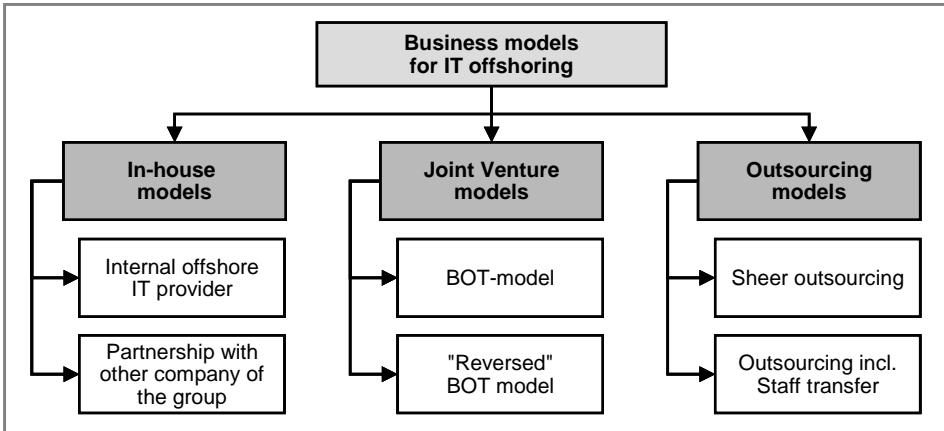 Business models
for IT offshoring
In-house
models
Joint Venture
models
Outsourcing
models
Internal offshore
IT provider
BOT-model
Sheer outsourcing
Partnership with
other company of
the group
"Reversed"
BOT model
Outsourcing incl.
Staff transfer